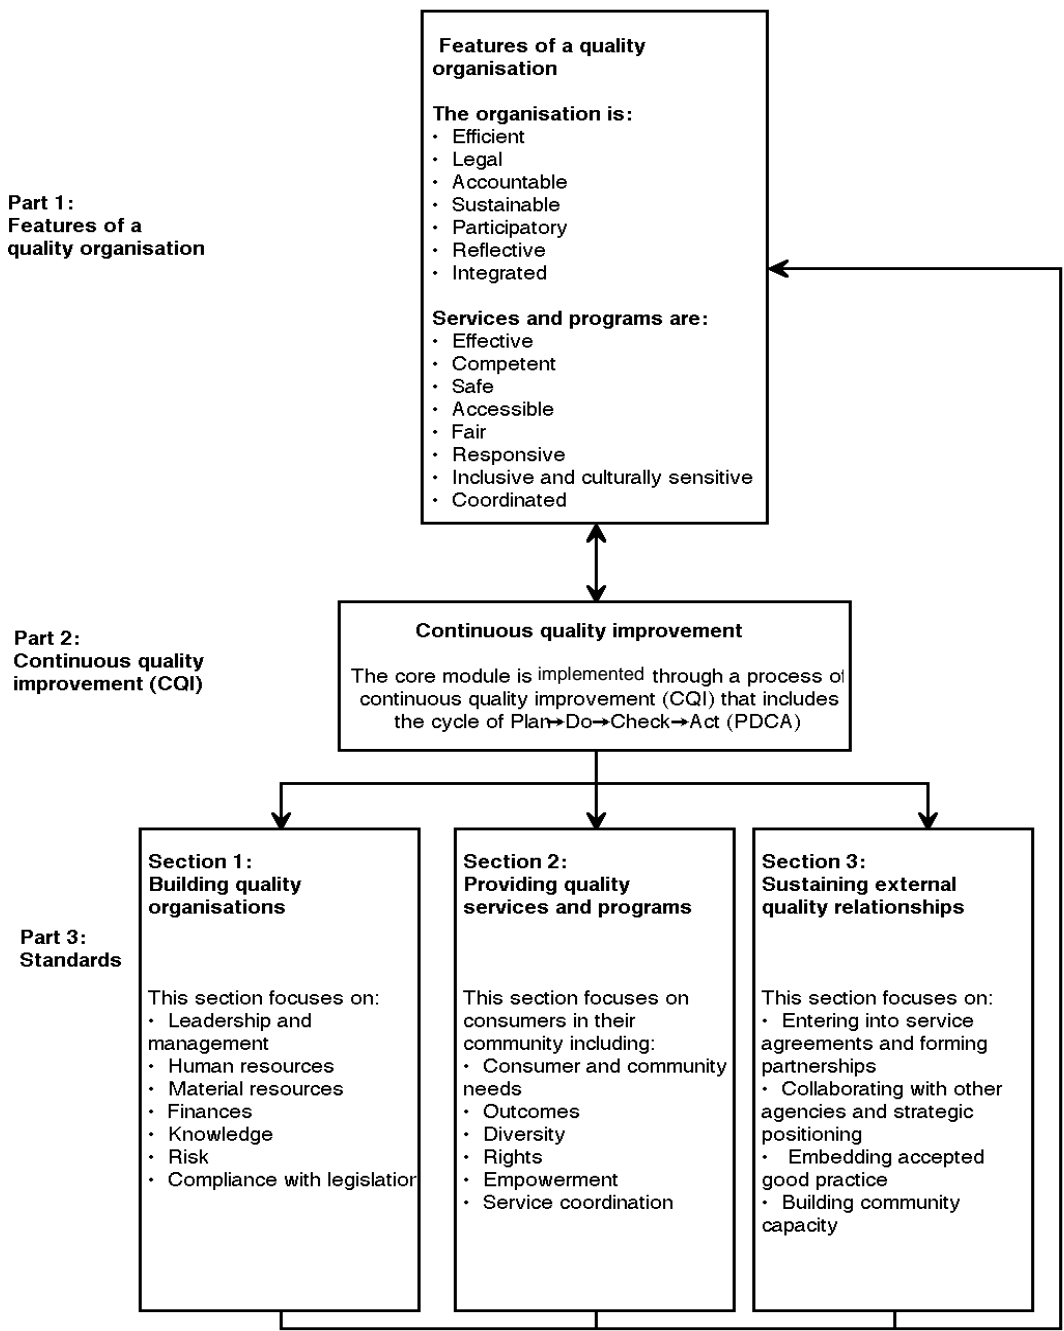 Features of a quality
organisation
The organisation is:
· Efficient
· Legal
· Accountable
· Sustainable
· Participatory
· Reflective
· Integrated
Services and programs are:
· Effective
· Competent
· Safe
· Accessible
· Fair
· Responsive
· Inclusive and culturally sensitive
· Coordinated
Part 1:
Features of a
quality organisation
Part 2:
Continuous quality
improvement (CQI)
Continuous quality improvement
The core module is implemented through a process of
continuous quality improvement (CQI) that includes
the cycle of Plan→Do→Check→Act (PDCA)
Part 3:
Standards
Section 1:
Building quality
organisations
This section focuses on:
· Leadership and
management
· Human resources
· Material resources
· Finances
· Knowledge
· Risk
· Compliance with legislation
Section 2:
Providing quality
services and programs
This section focuses on
consumers in their
community including:
· Consumer and community
needs
· Outcomes
· Diversity
· Rights
· Empowerment
· Service coordination
Section 3:
Sustaining external
quality relationships
This section focuses on:
· Entering into service
agreements and forming
partnerships
· Collaborating with other
agencies and strategic
positioning
· Embedding accepted
good practice
· Building community
capacity